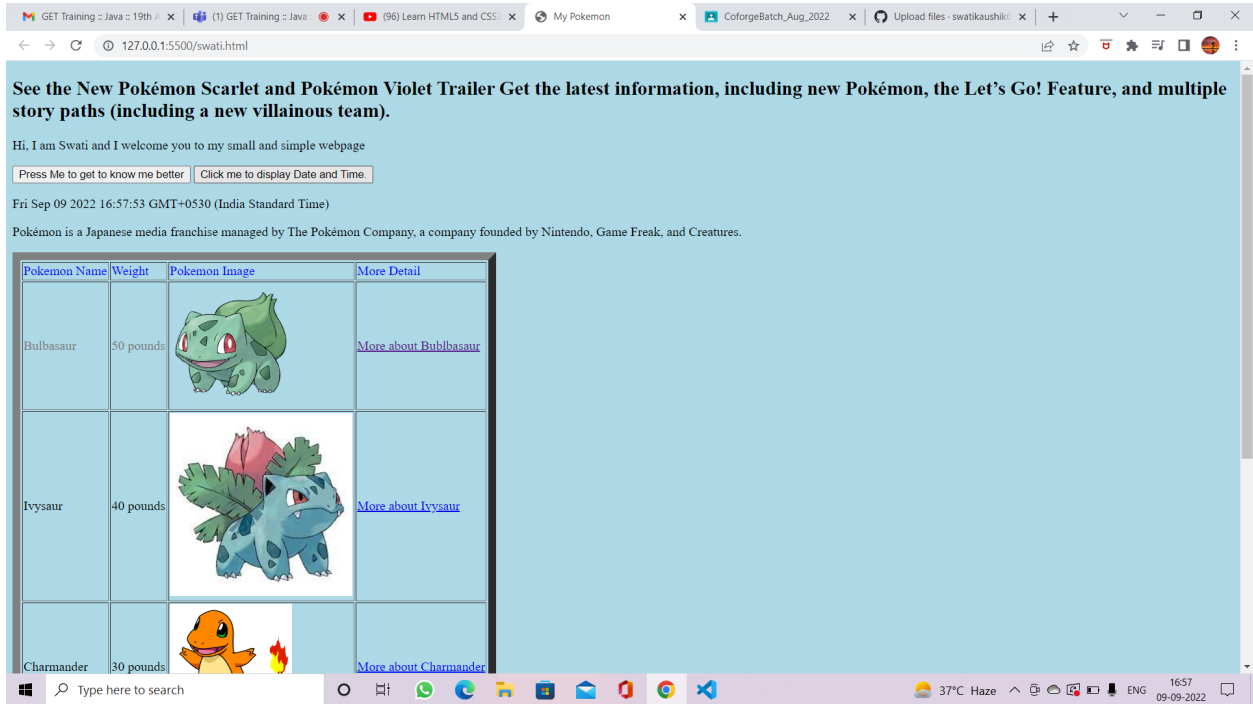 GET Training :: Java :: 19th A
(1) GET Training :: Java :
(96) Learn HTML5 and CSS3
My Pokemon
CoforgeBatch_Aug_2022
Upload files · swatikaushik6
127.0.0.1:5500/swati.html
See the New Pokémon Scarlet and Pokémon Violet Trailer Get the latest information, including new Pokémon, the Let’s Go! Feature, and multiple
story paths (including a new villainous team).
Hi, I am Swati and I welcome you to my small and simple webpage
Press Me to get to know me better Click me to display Date and Time.
Fri Sep 09 2022 16:57:53 GMT+0530 (India Standard Time)
Pokémon is a Japanese media franchise managed by The Pokémon Company, a company founded by Nintendo, Game Freak, and Creatures.
Pokemon Name Weight Pokemon Image More Detail
Bulbasaur 50 pounds More about Bublbasaur
Ivysaur 40 pounds More about Ivysaur
Charmander 30 pounds More about Charmander
Type here to search
37°C Haze
ENG
16:57
09-09-2022